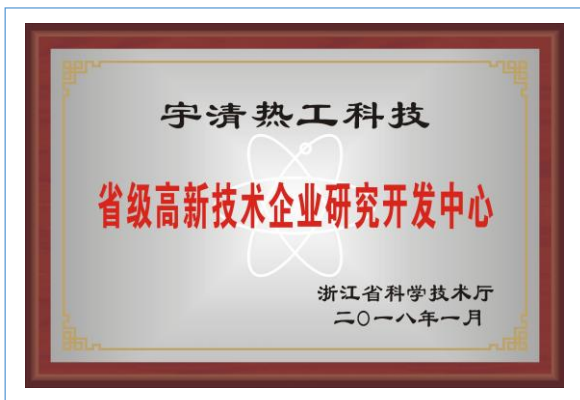 宇清热工科技
省级高新技术企业研究开发中心
浙江省科学技术厅
二〇一八年一月